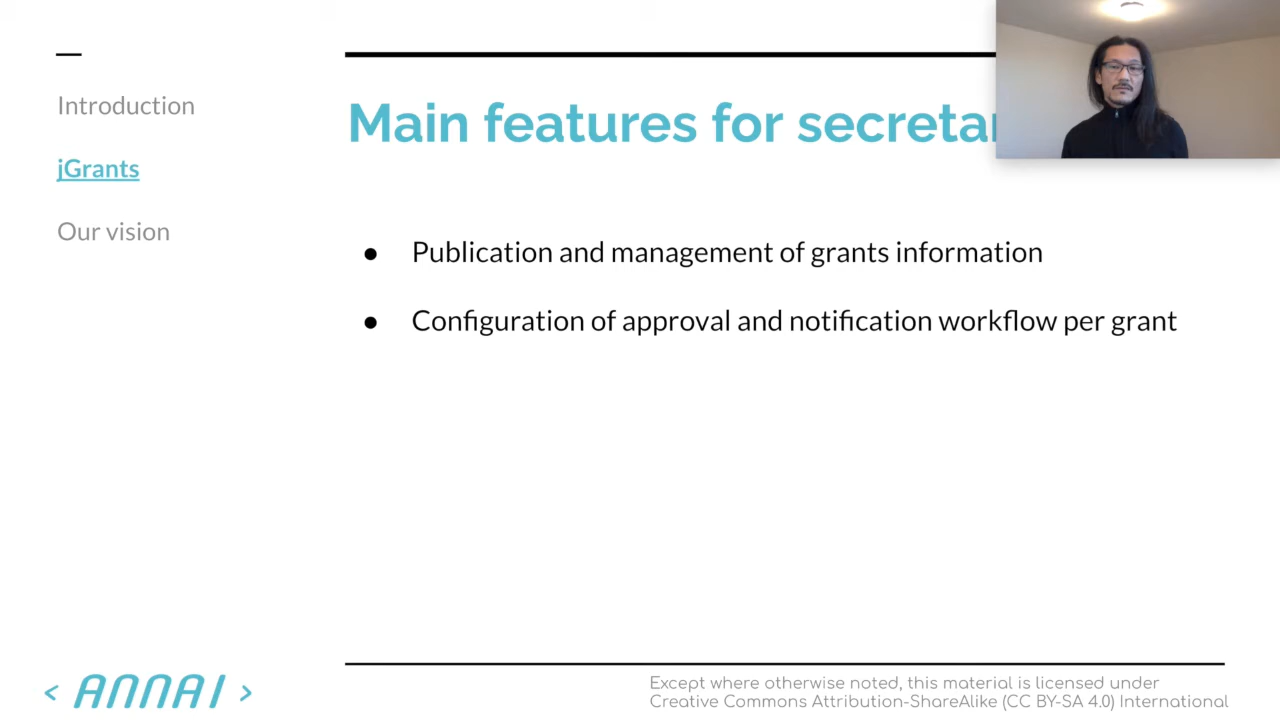 Introduction
jGrants
Our vision
Main features for
Publication and management of grants information
Configuration of approval and notification workflow per grant
< ANNAI >
Except where otherwise noted, this material is licensed under
Creative Commons Attribution-ShareAlike (CC BY-SA 4.0) International